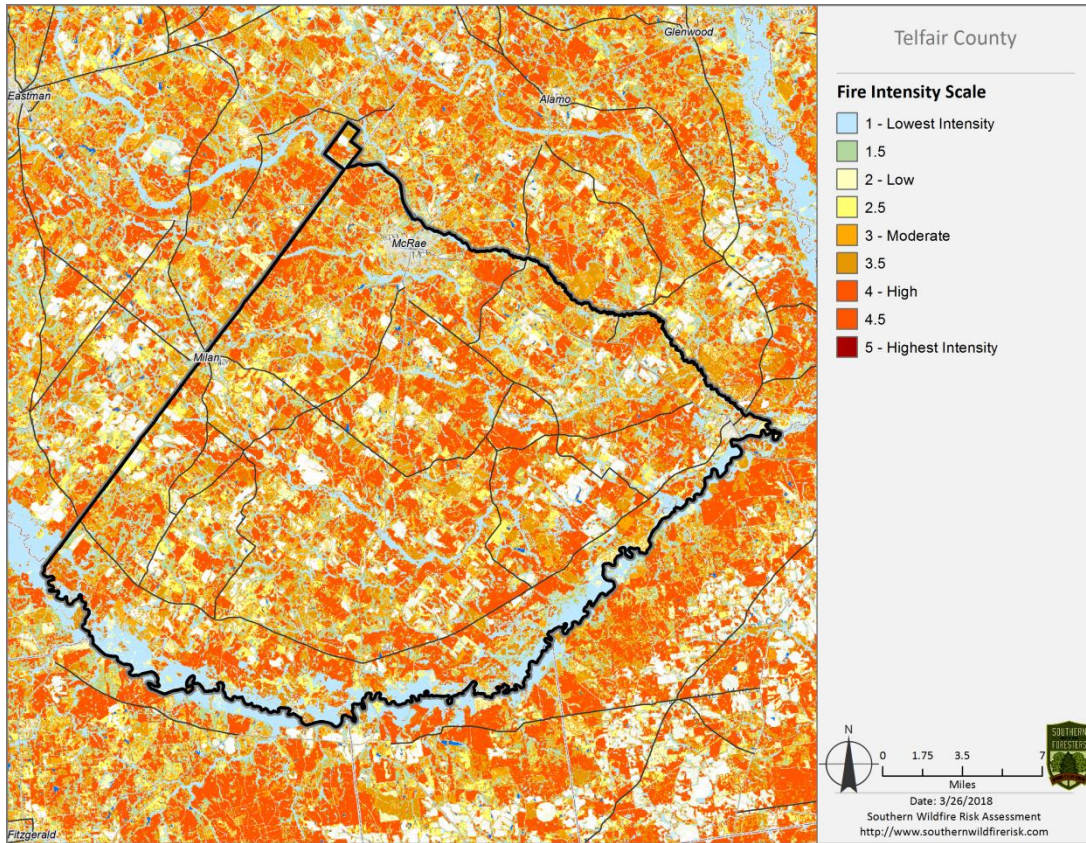 Glenwood
Eastman
Alamo
McRae
Milan
Fitzgerald
Telfair County
Fire Intensity Scale
1 - Lowest Intensity
1.5
2 - Low
2.5
3 - Moderate
3.5
4 - High
4.5
5 - Highest Intensity
N
0 1.75 3.5 7
Miles
SOUTHERN
FORESTERS
Date: 3/26/2018
Southern Wildfire Risk Assessment
http://www.southernwildfirerisk.com